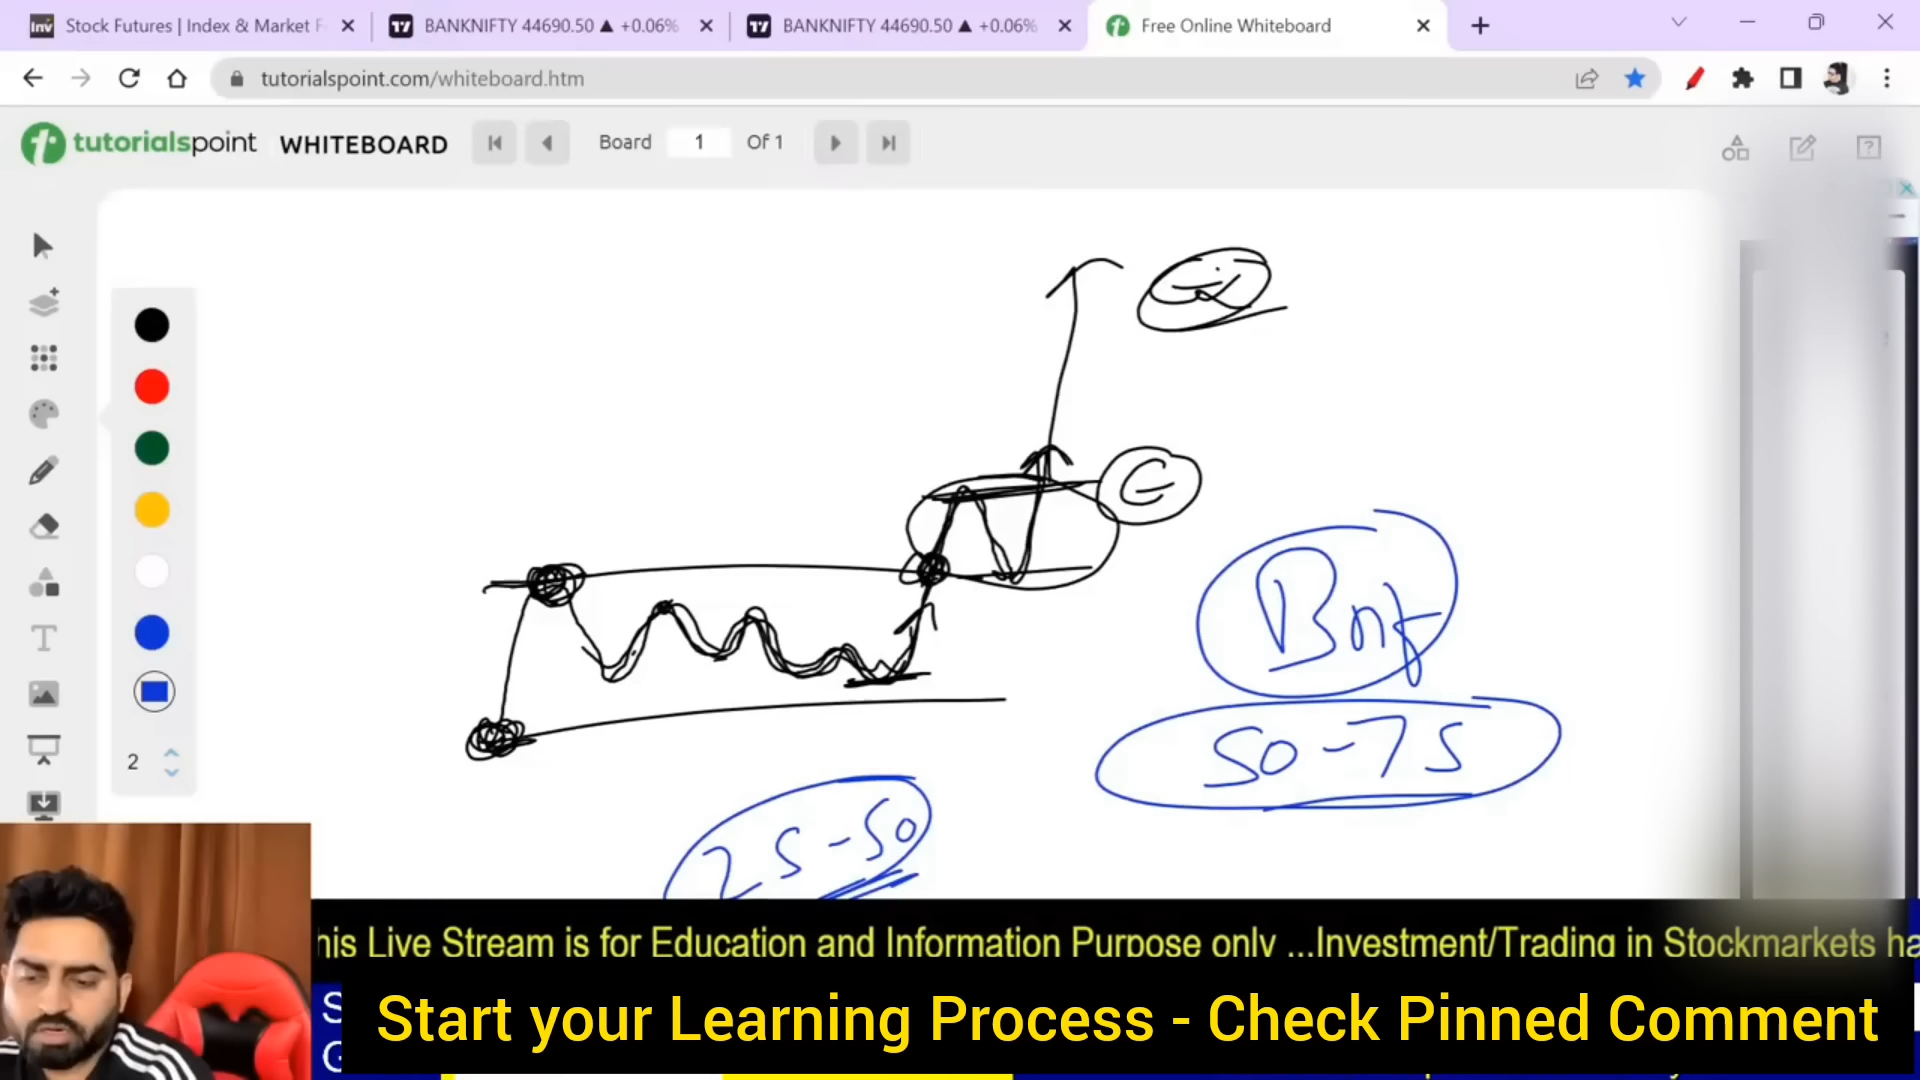 Stock Futures | Index & Market F
BANKNIFTY 44690.50 ▲ +0.06%
BANKNIFTY 44690.50 ▲ +0.06%
Free Online Whiteboard
tutorialspoint.com/whiteboard.htm
tutorialspoint WHITEBOARD
Board 1 Of 1
Bnf
50-75
25-50
2
his Live Stream is for Education and Information Purpose only ...Investment/Trading in Stockmarkets ha
Start your Learning Process - Check Pinned Comment